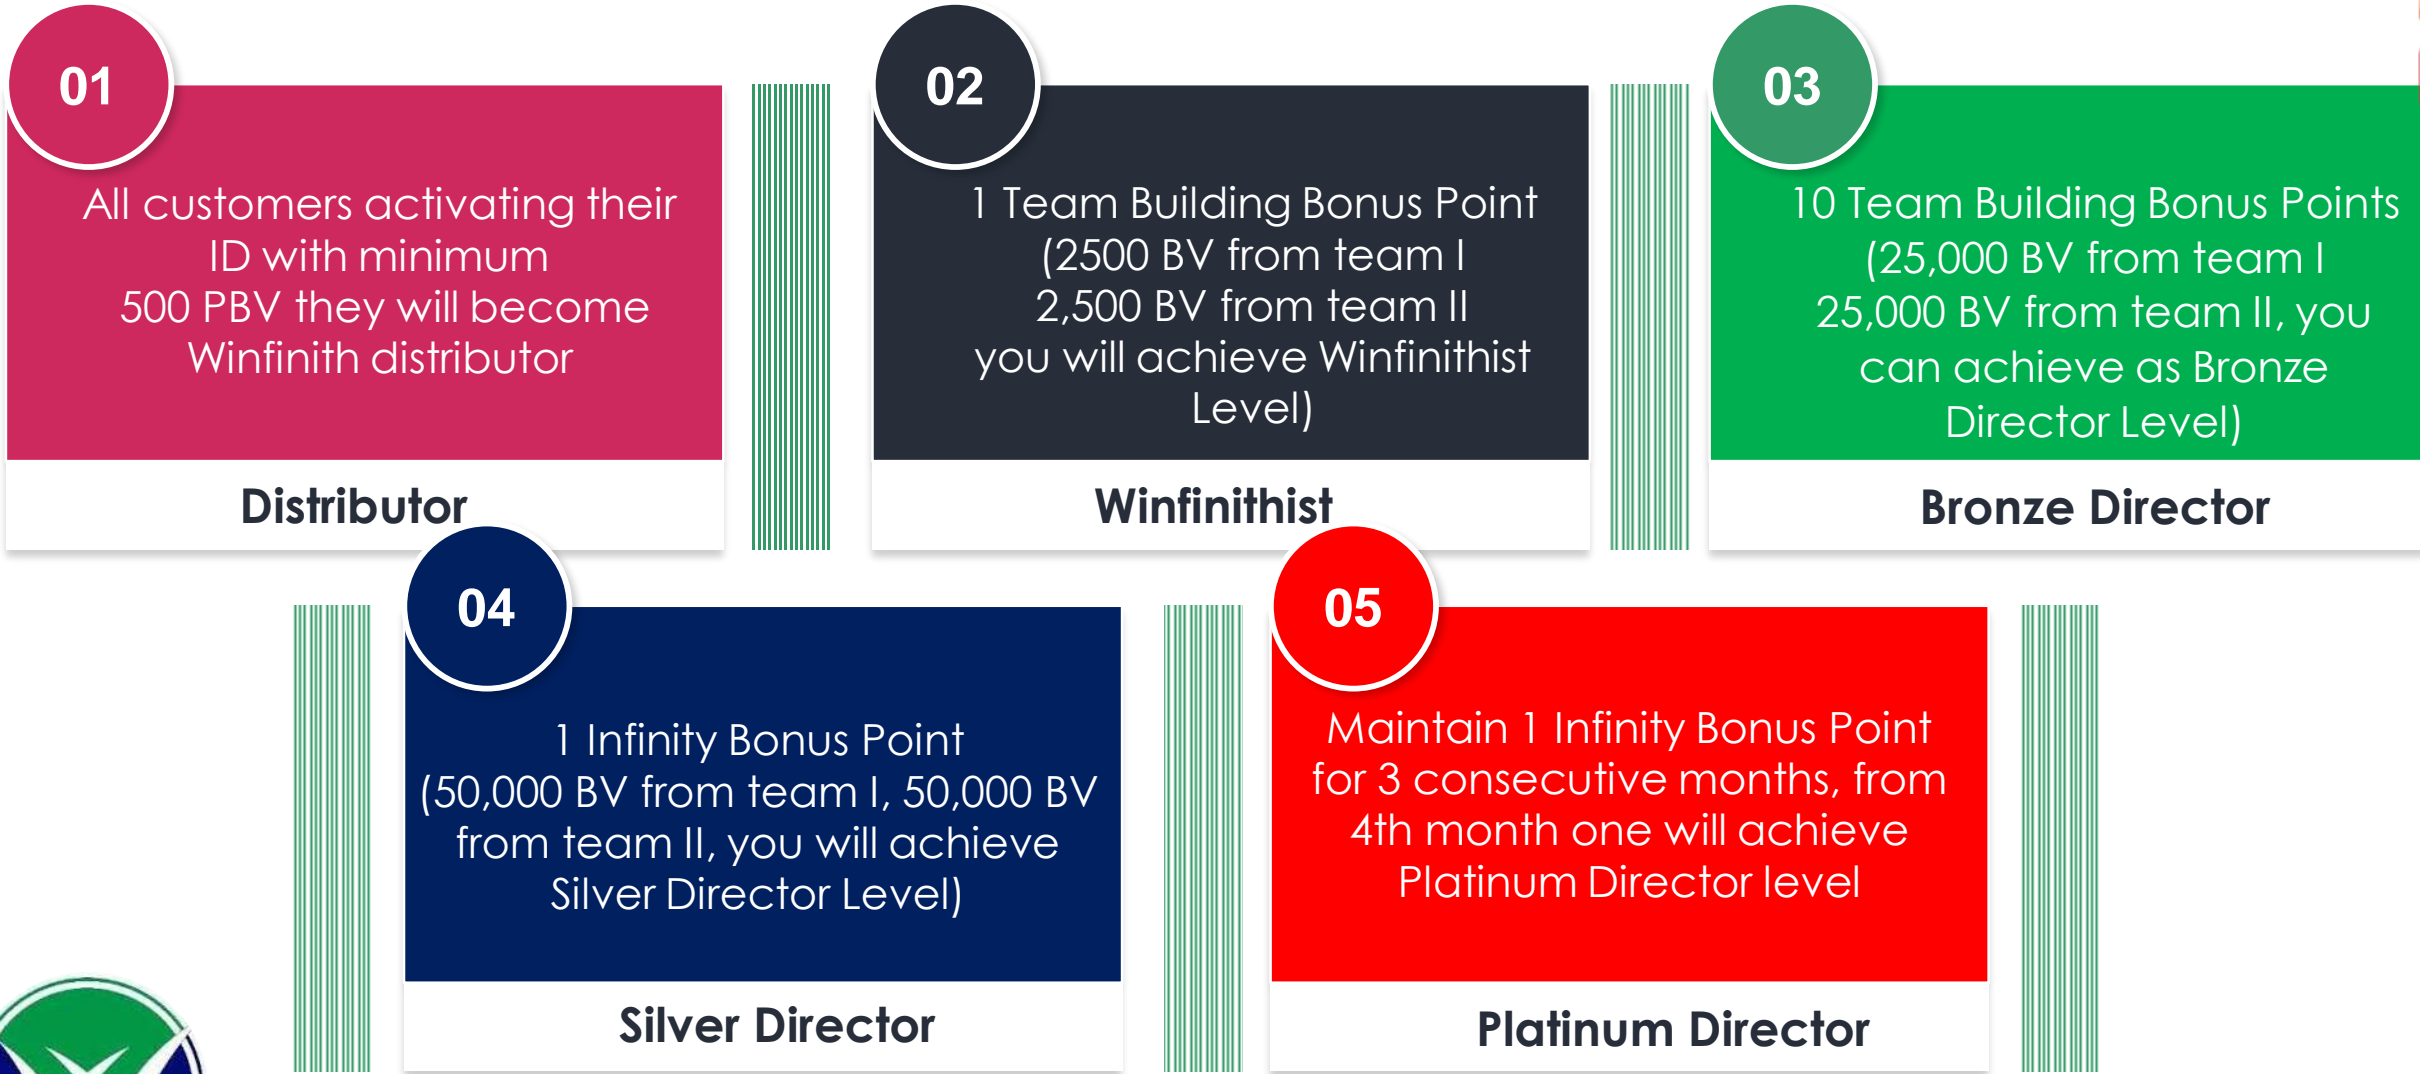 01
All customers activating their
ID with minimum
500 PBV they will become
Winfinith distributor
Distributor
02
1 Team Building Bonus Point
(2500 BV from team I
2,500 BV from team II
you will achieve Winfinithist
Level)
Winfinithist
03
10 Team Building Bonus Points
(25,000 BV from team I
25,000 BV from team II, you
can achieve as Bronze
Director Level)
Bronze Director
04
1 Infinity Bonus Point
(50,000 BV from team I, 50,000 BV
from team II, you will achieve
Silver Director Level)
Silver Director
05
Maintain 1 Infinity Bonus Point
for 3 consecutive months, from
4th month one will achieve
Platinum Director level
Platinum Director